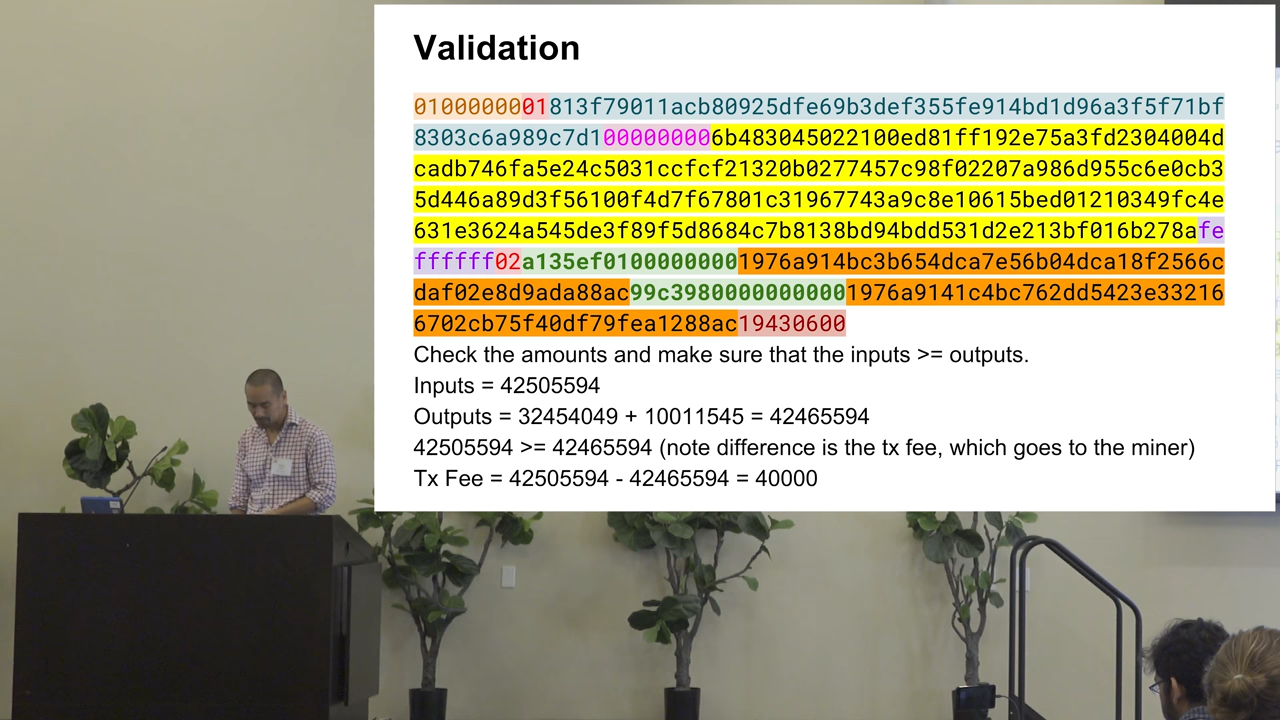 Validation
0100000001813f79011acb80925dfe69b3def355fe914bd1d96a3f5f71bf
8303c6a989c7d1000000006b483045022100ed81ff192e75a3fd2304004d
cadb746fa5e24c5031ccfcf21320b0277457c98f02207a986d955c6e0cb3
5d446a89d3f56100f4d7f67801c31967743a9c8e10615bed01210349fc4e
631e3624a545de3f89f5d8684c7b8138bd94bdd531d2e213bf016b278afe
ffffff02a135ef01000000001976a914bc3b654dca7e56b04dca18f2566c
daf02e8d9ada88ac99c39800000000001976a9141c4bc762dd5423e33216
6702cb75f40df79fea1288ac19430600
Check the amounts and make sure that the inputs >= outputs.
Inputs = 42505594
Outputs = 32454049 + 10011545 = 42465594
42505594 >= 42465594 (note difference is the tx fee, which goes to the miner)
Tx Fee = 42505594 - 42465594 = 40000